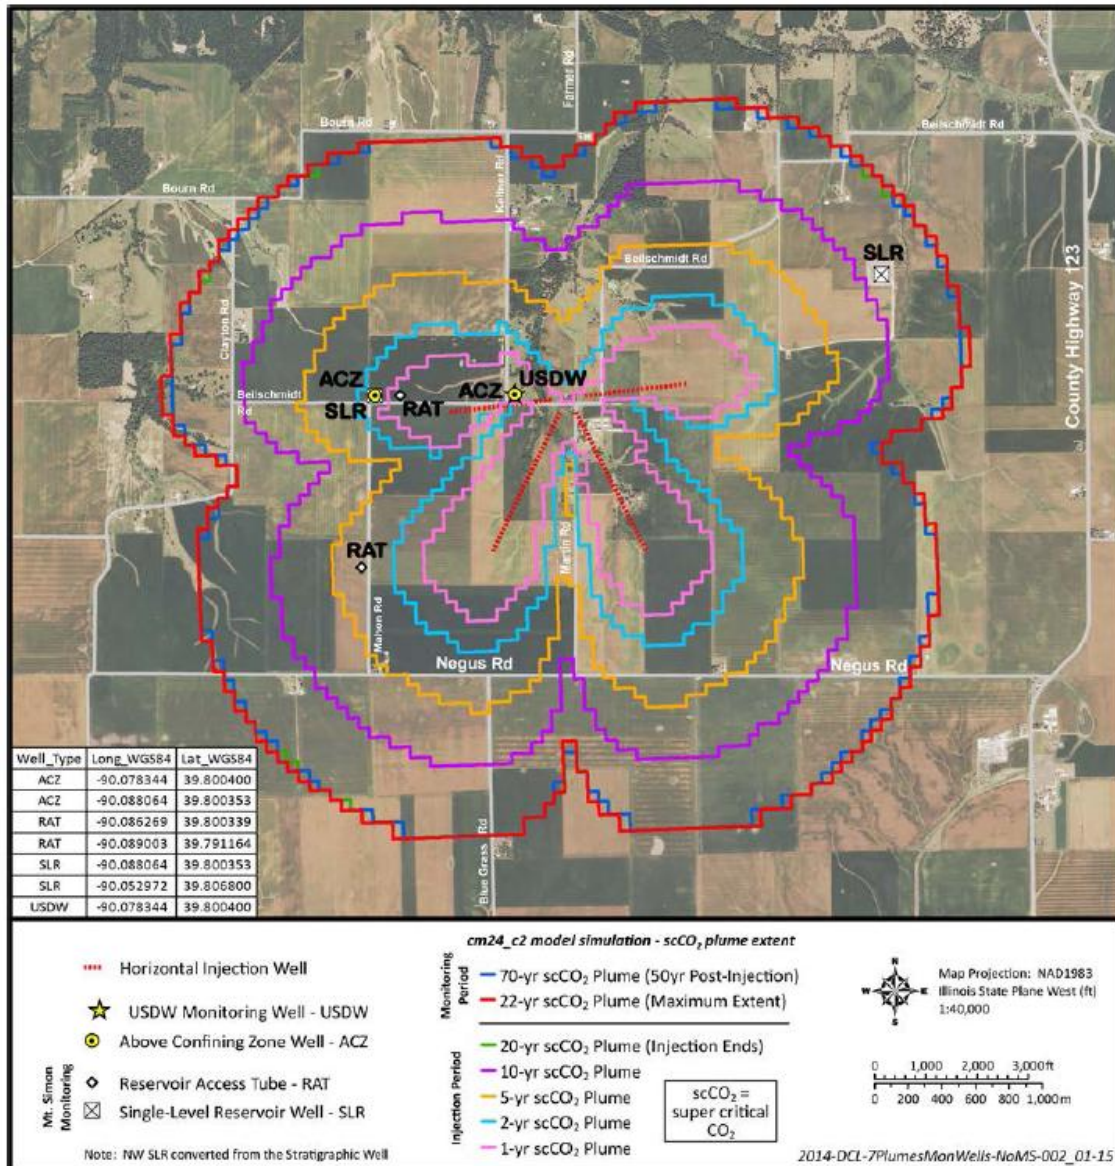 Farmer Rd
Bourn Rd
Beilschmidt Rd
Keltner Rd
Bourn Rd
County Highway 123
SLR
Clayton Rd
Beilschmidt Rd
ACZ
ACZ
USDW
Beilschmidt
Rd
SLR
RAT
Martin Rd
RAT
Mahon Rd
Negus Rd
Negus Rd
Blue Grass Rd
Well_Type Long_WGS84 Lat_WGS84
ACZ -90.078344 39.800400
ACZ -90.088064 39.800353
RAT -90.086269 39.800339
RAT -90.089003 39.791164
SLR -90.088064 39.800353
SLR -90.052972 39.806800
USDW -90.078344 39.800400
Horizontal Injection Well
USDW Monitoring Well - USDW
Above Confining Zone Well - ACZ
Mt. Simon
Monitoring
Reservoir Access Tube - RAT
Single-Level Reservoir Well - SLR
Note: NW SLR converted from the Stratigraphic Well
cm24_c2 model simulation - scCO₂ plume extent
Monitoring
Period
70-yr scCO₂ Plume (50yr Post-Injection)
22-yr scCO₂ Plume (Maximum Extent)
Injection Period
20-yr scCO₂ Plume (Injection Ends)
10-yr scCO₂ Plume
5-yr scCO₂ Plume
2-yr scCO₂ Plume
1-yr scCO₂ Plume
scCO₂ =
super critical
CO₂
N
W E
S
Map Projection: NAD1983
Illinois State Plane West (ft)
1:40,000
0 1,000 2,000 3,000ft
0 200 400 600 800 1,000m
2014-DCL-7PlumesMonWells-NoMS-002_01-15